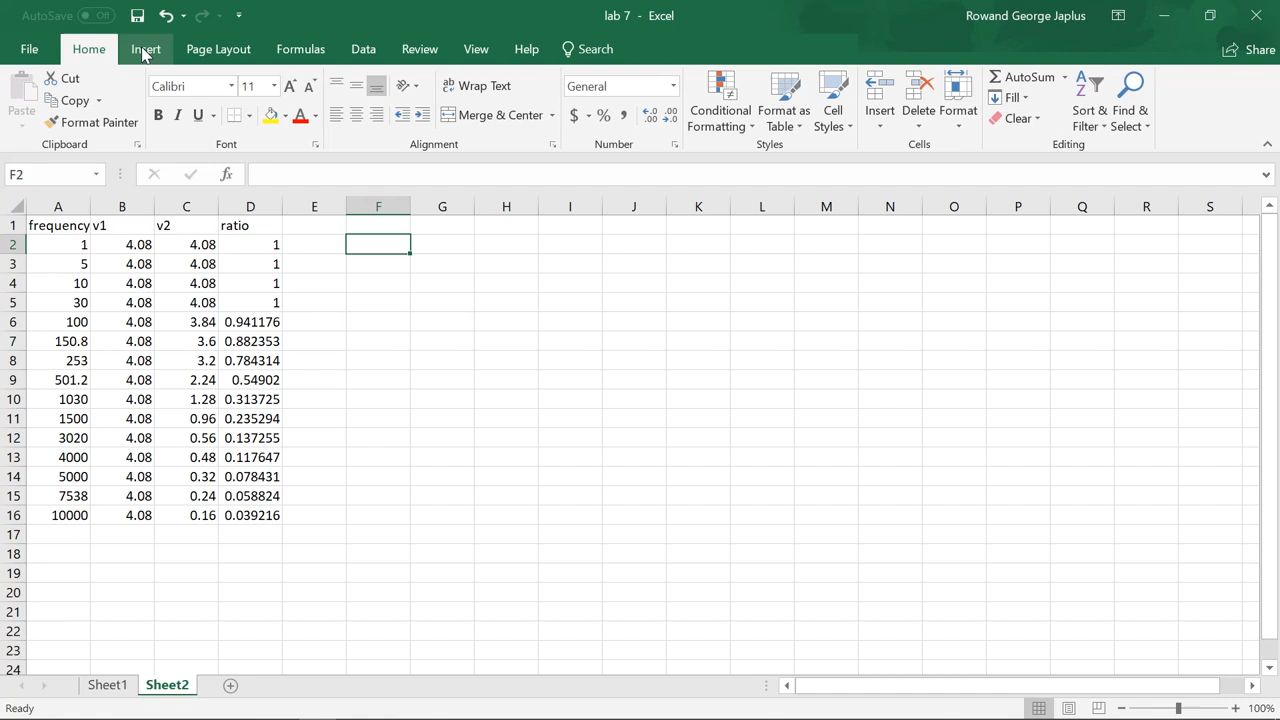 AutoSave Off
lab 7 - Excel
Rowand George Japlus
File Home Insert Page Layout Formulas Data Review View Help Search Share
Paste
Cut
Copy
Format Painter
Clipboard
Calibri 11
B I U
Font
Wrap Text
Merge & Center
Alignment
General
$ % ,
Number
Conditional Formatting
Format as Table
Cell Styles
Styles
Insert Delete Format
Cells
AutoSum
Fill
Clear
Sort & Filter
Find & Select
Editing
F2 fx
A B C D E F G H I J K L M N O P Q R S
1 frequency v1 v2 ratio
2 1 4.08 4.08 1
3 5 4.08 4.08 1
4 10 4.08 4.08 1
5 30 4.08 4.08 1
6 100 4.08 3.84 0.941176
7 150.8 4.08 3.6 0.882353
8 253 4.08 3.2 0.784314
9 501.2 4.08 2.24 0.54902
10 1030 4.08 1.28 0.313725
11 1500 4.08 0.96 0.235294
12 3020 4.08 0.56 0.137255
13 4000 4.08 0.48 0.117647
14 5000 4.08 0.32 0.078431
15 7538 4.08 0.24 0.058824
16 10000 4.08 0.16 0.039216
17
18
19
20
21
22
23
24
Sheet1 Sheet2
Ready 100%